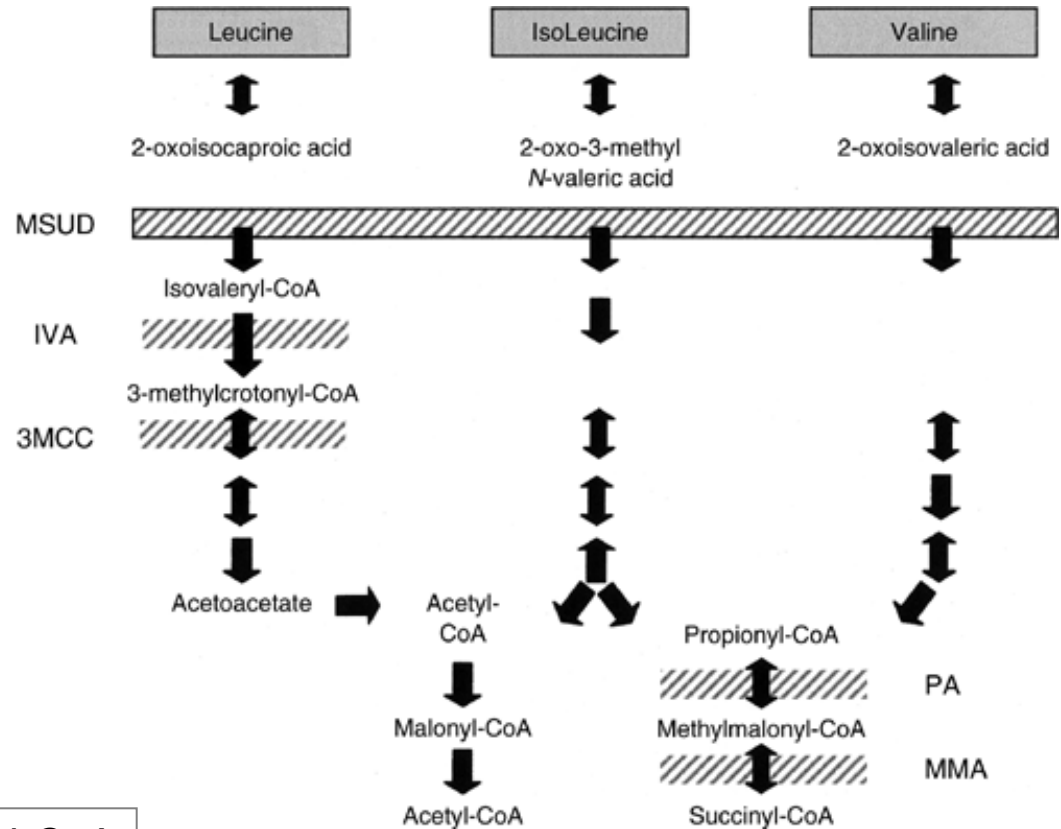 Leucine
IsoLeucine
Valine
2-oxoisocaproic acid
2-oxo-3-methyl
N-valeric acid
2-oxoisovaleric acid
MSUD
Isovaleryl-CoA
IVA
3-methylcrotonyl-CoA
3MCC
Acetoacetate
Acetyl-
CoA
Propionyl-CoA
PA
Malonyl-CoA
Methylmalonyl-CoA
MMA
Acetyl-CoA
Succinyl-CoA